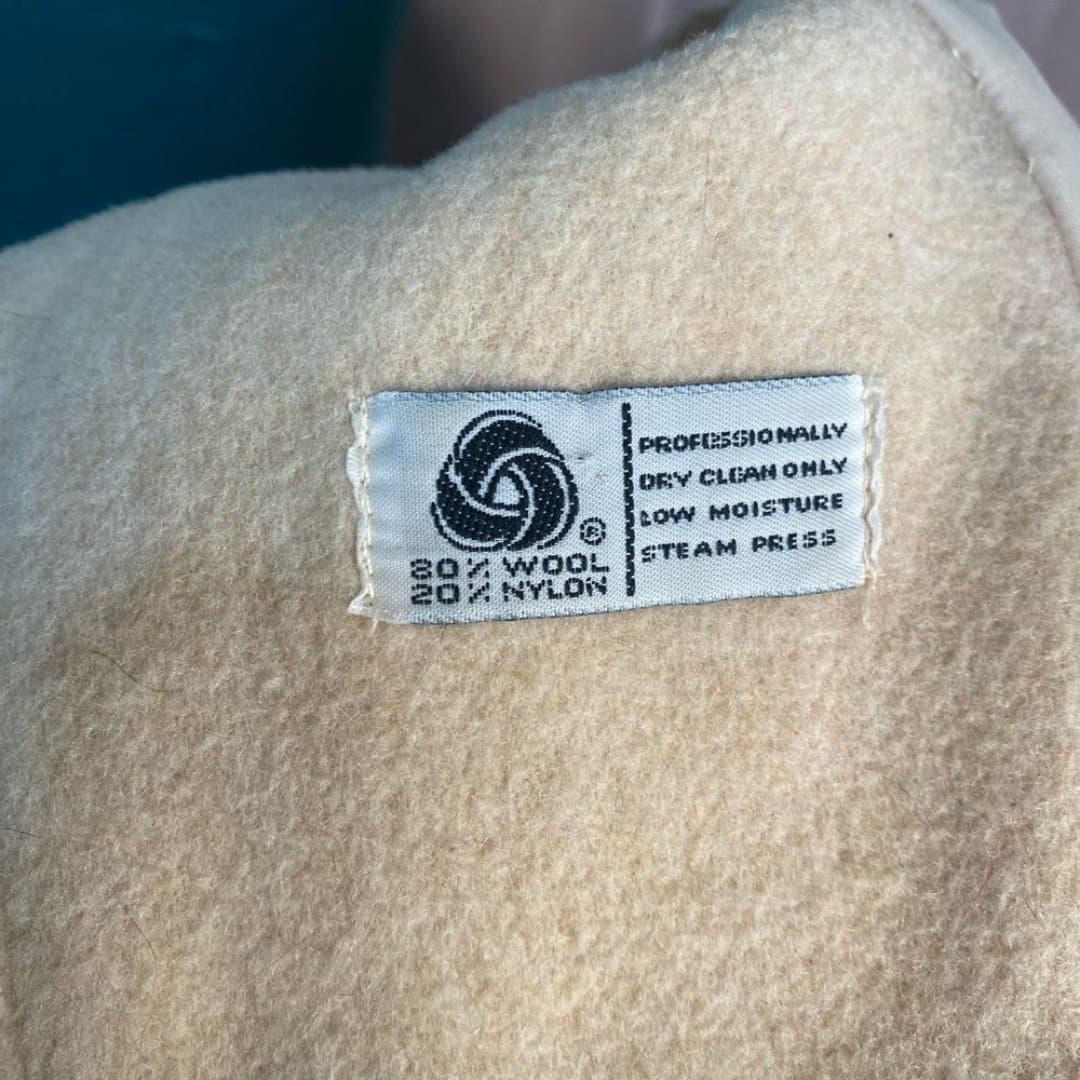 ®
80% WOOL
20% NYLON
PROFESSIONALLY
DRY CLEAN ONLY
LOW MOISTURE
STEAM PRESS